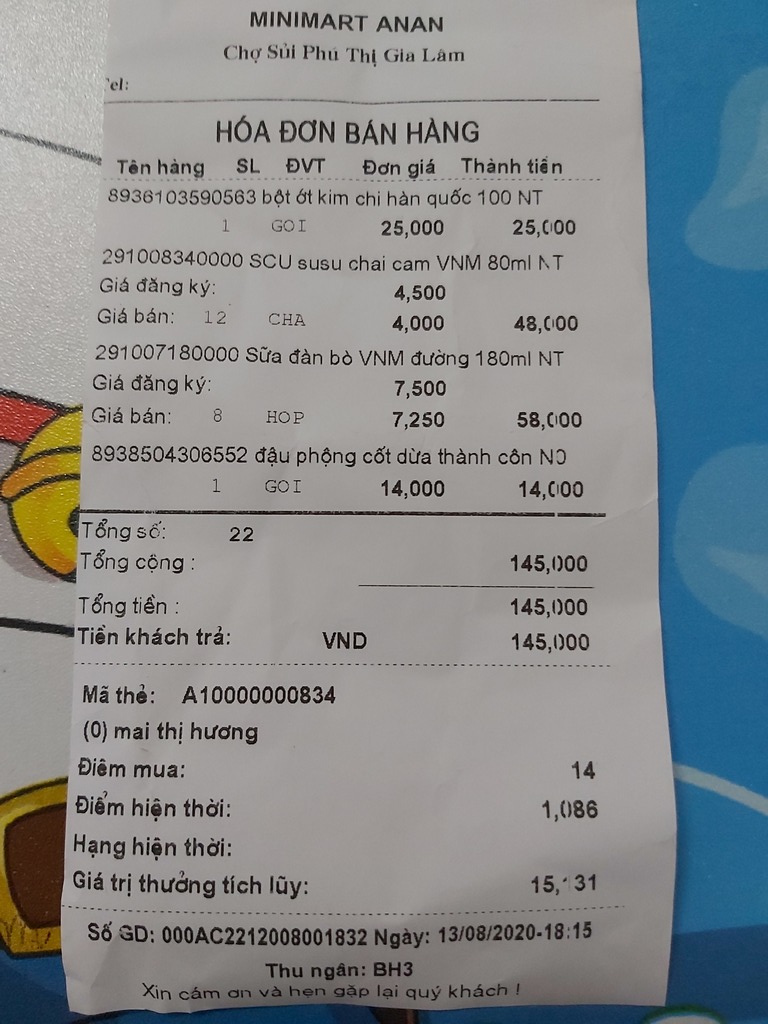 MINIMART ANAN
Chợ Sủi Phú Thị Gia Lâm
Tel:
HÓA ĐƠN BÁN HÀNG
Tên hàng SL ĐVT Đơn giá Thành tiền
8936103590563 bột ớt kim chi hàn quốc 100 NT
1 GOI 25,000 25,000
291008340000 SCU susu chai cam VNM 80ml NT
Giá đăng ký: 4,500
Giá bán: 12 CHA 4,000 48,000
291007180000 Sữa đàn bò VNM đường 180ml NT
Giá đăng ký: 7,500
Giá bán: 8 HOP 7,250 58,000
8938504306552 đậu phộng cốt dừa thành côn
1 GOI 14,000 14,000
Tổng số: 22
Tổng cộng : 145,000
Tổng tiền : 145,000
Tiền khách trả: VND 145,000
Mã thẻ: A10000000834
(0) mai thị hương
Điểm mua: 14
Điểm hiện thời: 1,086
Hạng hiện thời:
Giá trị thưởng tích lũy:
Số GD: 000AC2212008001832 Ngày: 13/08/2020-18:15
Thu ngân: BH3
Xin cám ơn và hẹn gặp lại quý khách !